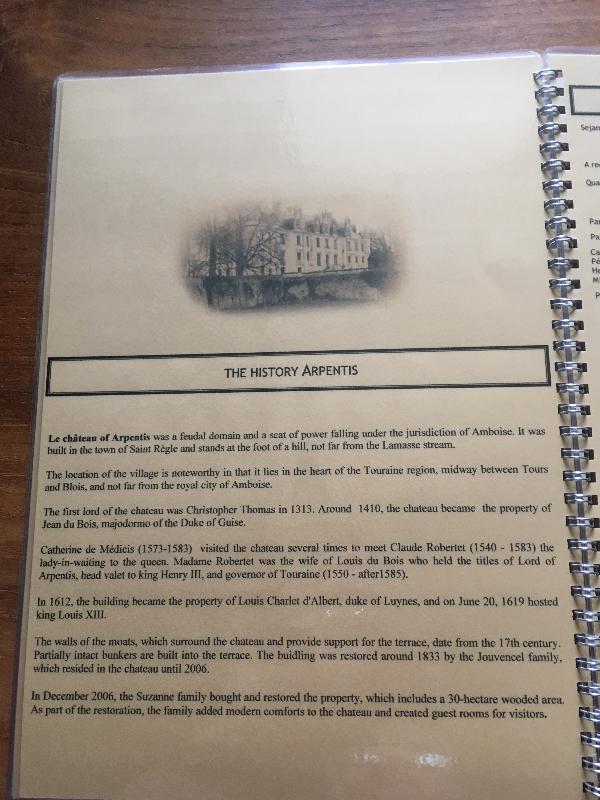 THE HISTORY ARPENTIS
Le château of Arpentis was a feudal domain and a seat of power falling under the jurisdiction of Amboise. It was
built in the town of Saint Règle and stands at the foot of a hill, not far from the Lamasse stream.
The location of the village is noteworthy in that it lies in the heart of the Touraine region, midway between Tours
and Blois, and not far from the royal city of Amboise.
The first lord of the chateau was Christopher Thomas in 1313. Around 1410, the chateau became the property of
Jean du Bois, majodormo of the Duke of Guise.
Catherine de Médicis (1573-1583) visited the chateau several times to meet Claude Robertet (1540 - 1583) the
lady-in-waiting to the queen. Madame Robertet was the wife of Louis du Bois who held the titles of Lord of
Arpentis, head valet to king Henry III, and governor of Touraine (1550 - after1585).
In 1612, the building became the property of Louis Charlet d'Albert, duke of Luynes, and on June 20, 1619 hosted
king Louis XIII.
The walls of the moats, which surround the chateau and provide support for the terrace, date from the 17th century.
Partially intact bunkers are built into the terrace. The buidling was restored around 1833 by the Jouvencel family,
which resided in the chateau until 2006.
In December 2006, the Suzanne family bought and restored the property, which includes a 30-hectare wooded area.
As part of the restoration, the family added modern comforts to the chateau and created guest rooms for visitors.